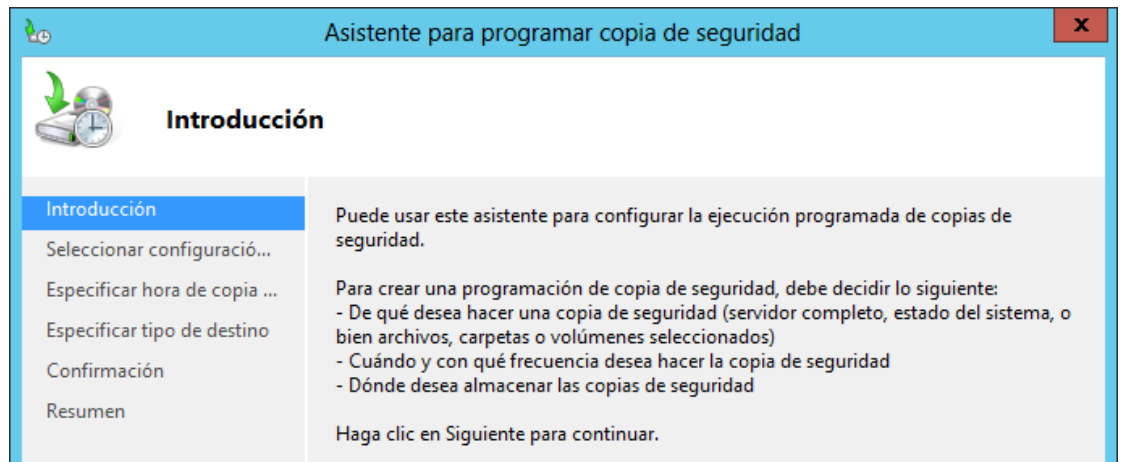 Asistente para programar copia de seguridad
x
Introducción
Introducción
Seleccionar configuració...
Especificar hora de copia ...
Especificar tipo de destino
Confirmación
Resumen
Puede usar este asistente para configurar la ejecución programada de copias de
seguridad.
Para crear una programación de copia de seguridad, debe decidir lo siguiente:
- De qué desea hacer una copia de seguridad (servidor completo, estado del sistema, o
bien archivos, carpetas o volúmenes seleccionados)
- Cuándo y con qué frecuencia desea hacer la copia de seguridad
- Dónde desea almacenar las copias de seguridad
Haga clic en Siguiente para continuar.